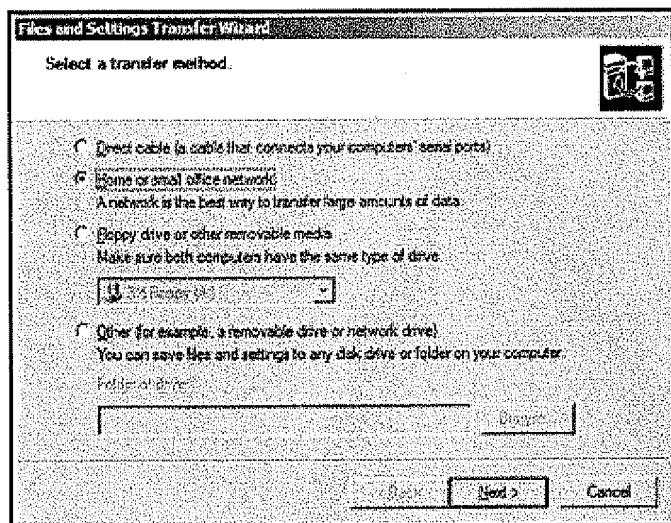 Files and Settings Transfer Wizard
Select a transfer method.
Direct cable (a cable that connects your computers' serial ports)
Home or small office network
A network is the best way to transfer large amounts of data
Floppy drive or other removable media
Make sure both computers have the same type of drive
3½ Floppy (A:)
Other (for example, a removable drive or network drive)
You can save files and settings to any disk drive or folder on your computer.
Folder or drive:
Browse...
< Back Next > Cancel